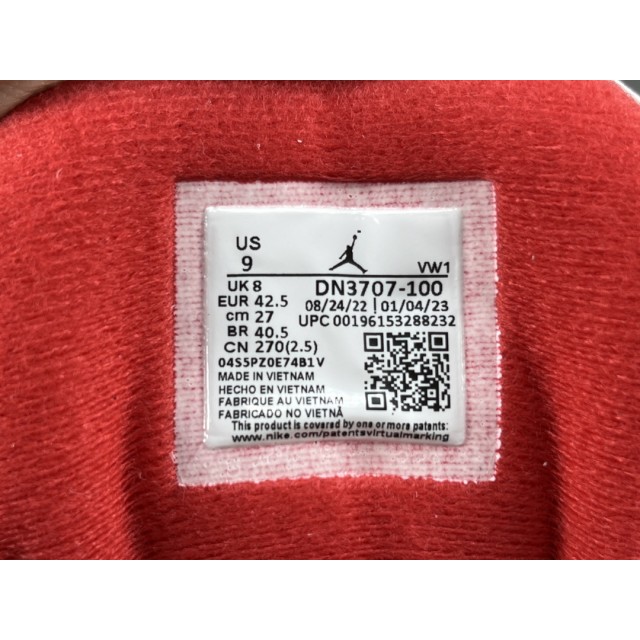 US
9
VW1
UK 8
DN3707-100
EUR 42.5
08/24/22 | 01/04/23
cm 27
UPC 00196153288232
BR 40.5
CN 270(2.5)
04S5PZ0E74B1V
MADE IN VIETNAM
HECHO EN VIETNAM
FABRIQUE AU VIETNAM
FABRICADO NO VIETNÃ
This product is covered by one or more patents:
www.nike.com/patentsvirtualmarking